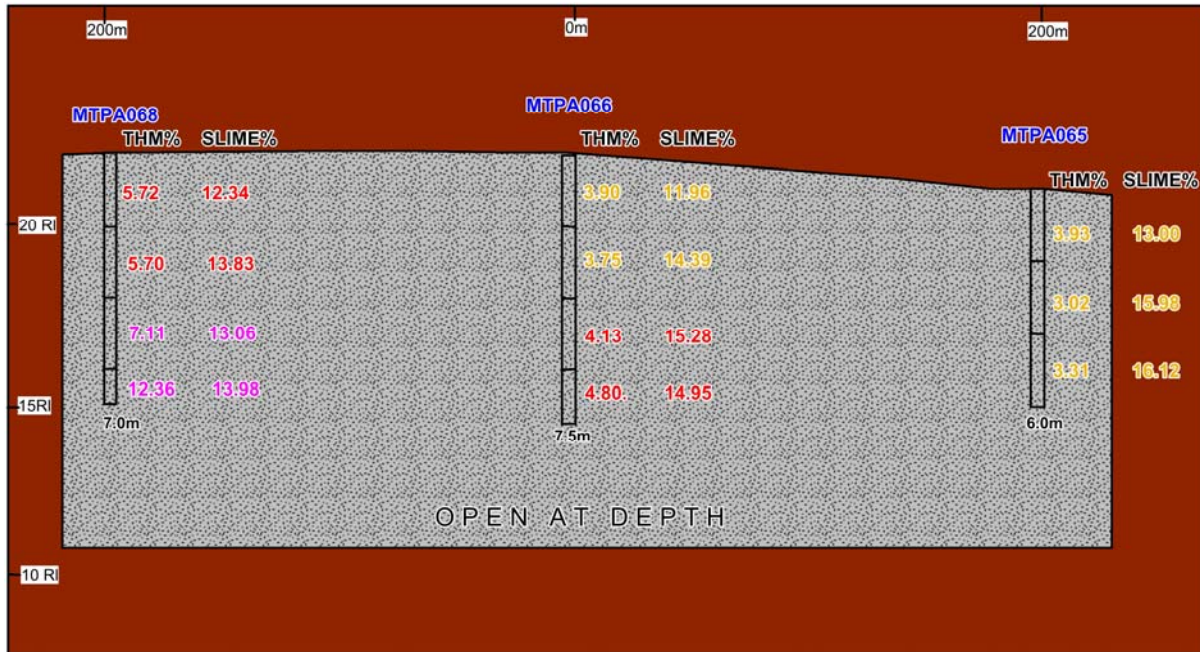 200m 0m 200m
MTPA068 MTPA066 MTPA065
THM% SLIME% THM% SLIME% THM% SLIME%
5.72 12.34 3.90 11.96
20 Rl 3.93 13.00
5.70 13.83 3.75 14.39
3.02 15.98
7.11 13.06 4.13 15.28
3.31 16.12
12.36 13.98 4.80. 14.95
15Rl
7.0m 7.5m 6.0m
OPEN AT DEPTH
10 Rl